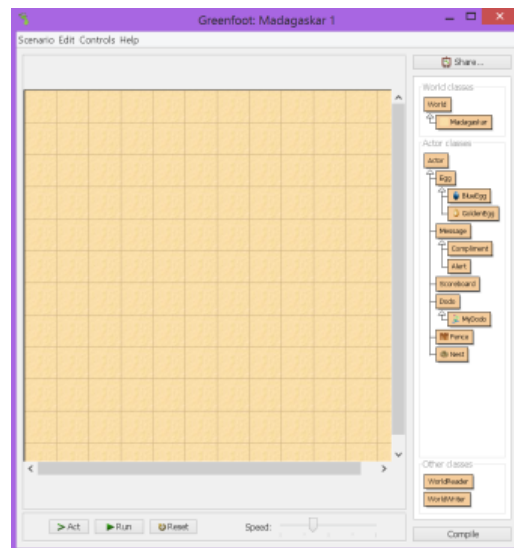 Greenfoot: Madagaskar 1
Scenario Edit Controls Help
Share...
World classes
World
Madagaskar
Actor classes
Actor
Egg
BlueEgg
GoldenEgg
Message
Compliment
Alert
Scoreboard
Dodo
MyDodo
Fence
Nest
Other classes
WorldReader
WorldWriter
Act
Run
Reset
Speed:
Compile